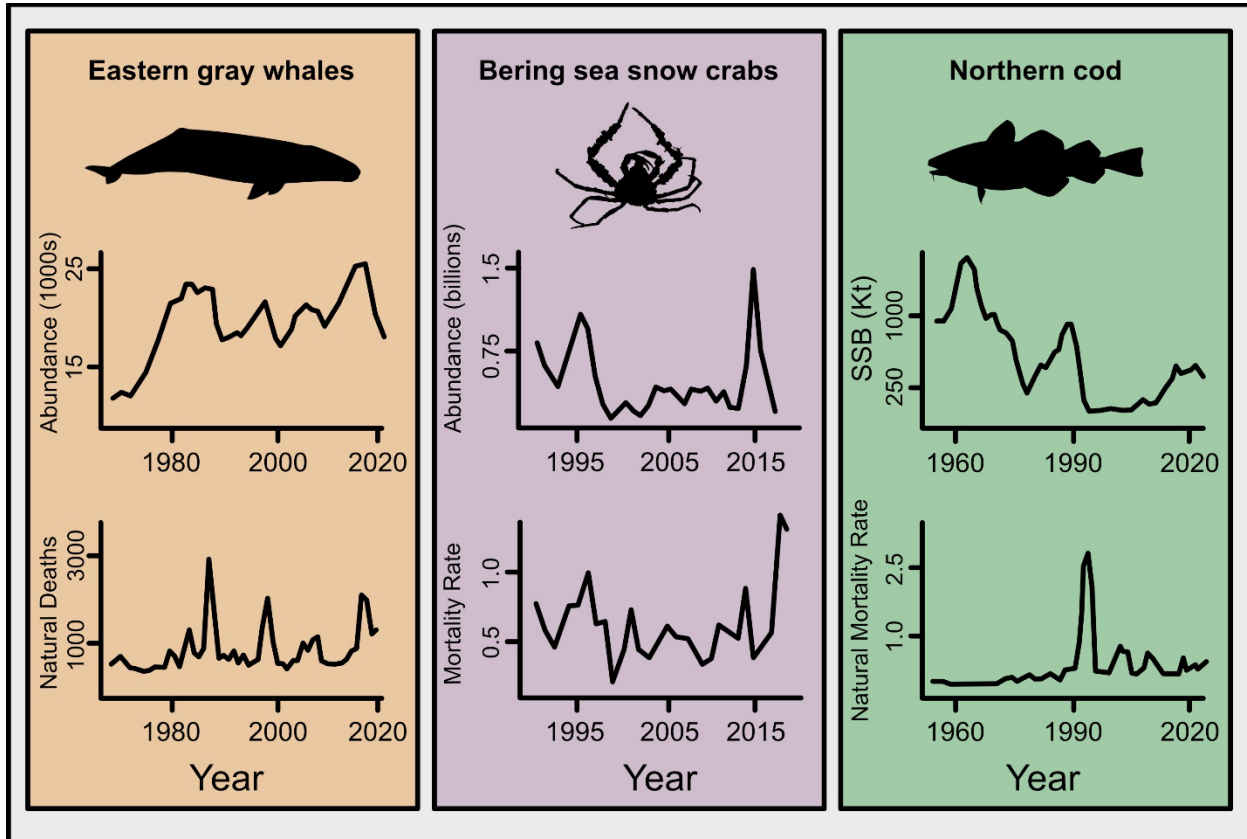 Eastern gray whales
Abundance (1000s)
25
15
1980 2000 2020
Natural Deaths
3000
1000
1980 2000 2020
Year
Bering sea snow crabs
Abundance (billions)
1.5
0.75
1995 2005 2015
Mortality Rate
1.0
0.5
1995 2005 2015
Year
Northern cod
SSB (Kt)
1000
250
1960 1990 2020
Natural Mortality Rate
2.5
1.0
1960 1990 2020
Year